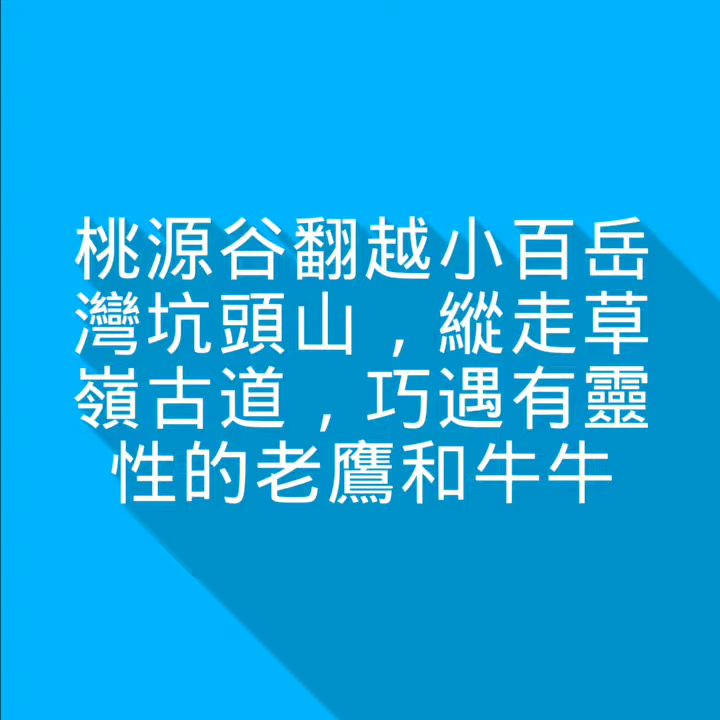 桃源谷翻越小百岳
灣坑頭山，縱走草
嶺古道，巧遇有靈
性的老鷹和牛牛